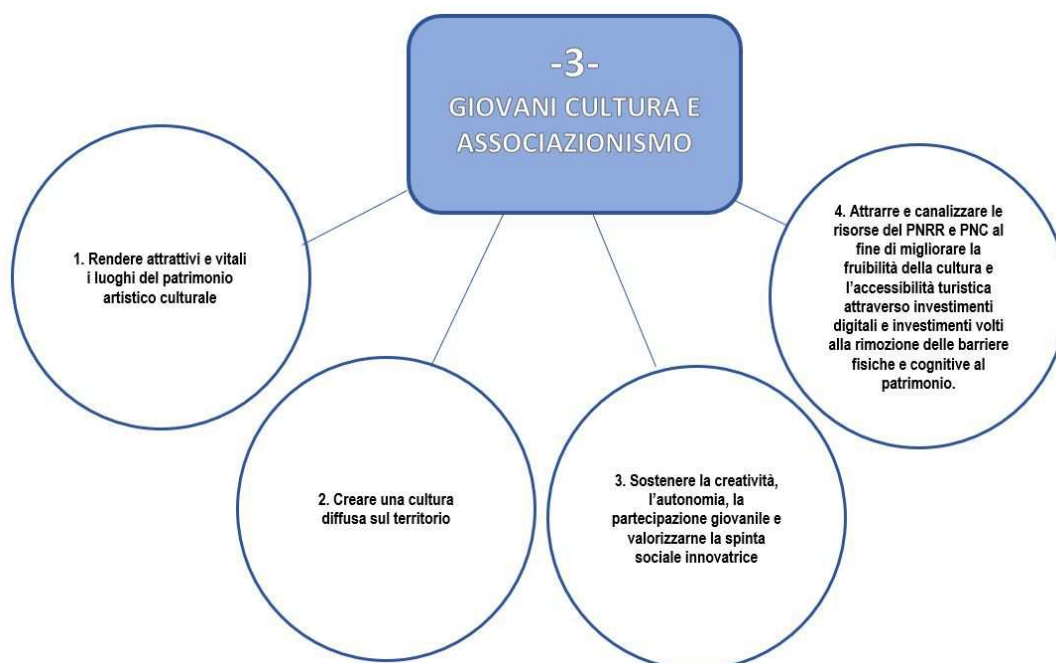 -3-
GIOVANI CULTURA E
ASSOCIAZIONISMO
1. Rendere attrattivi e vitali
i luoghi del patrimonio
artistico culturale
2. Creare una cultura
diffusa sul territorio
3. Sostenere la creatività,
l’autonomia, la
partecipazione giovanile e
valorizzarne la spinta
sociale innovatrice
4. Attrarre e canalizzare le
risorse del PNRR e PNC al
fine di migliorare la
fruibilità della cultura e
l’accessibilità turistica
attraverso investimenti
digitali e investimenti volti
alla rimozione delle barriere
fisiche e cognitive al
patrimonio.